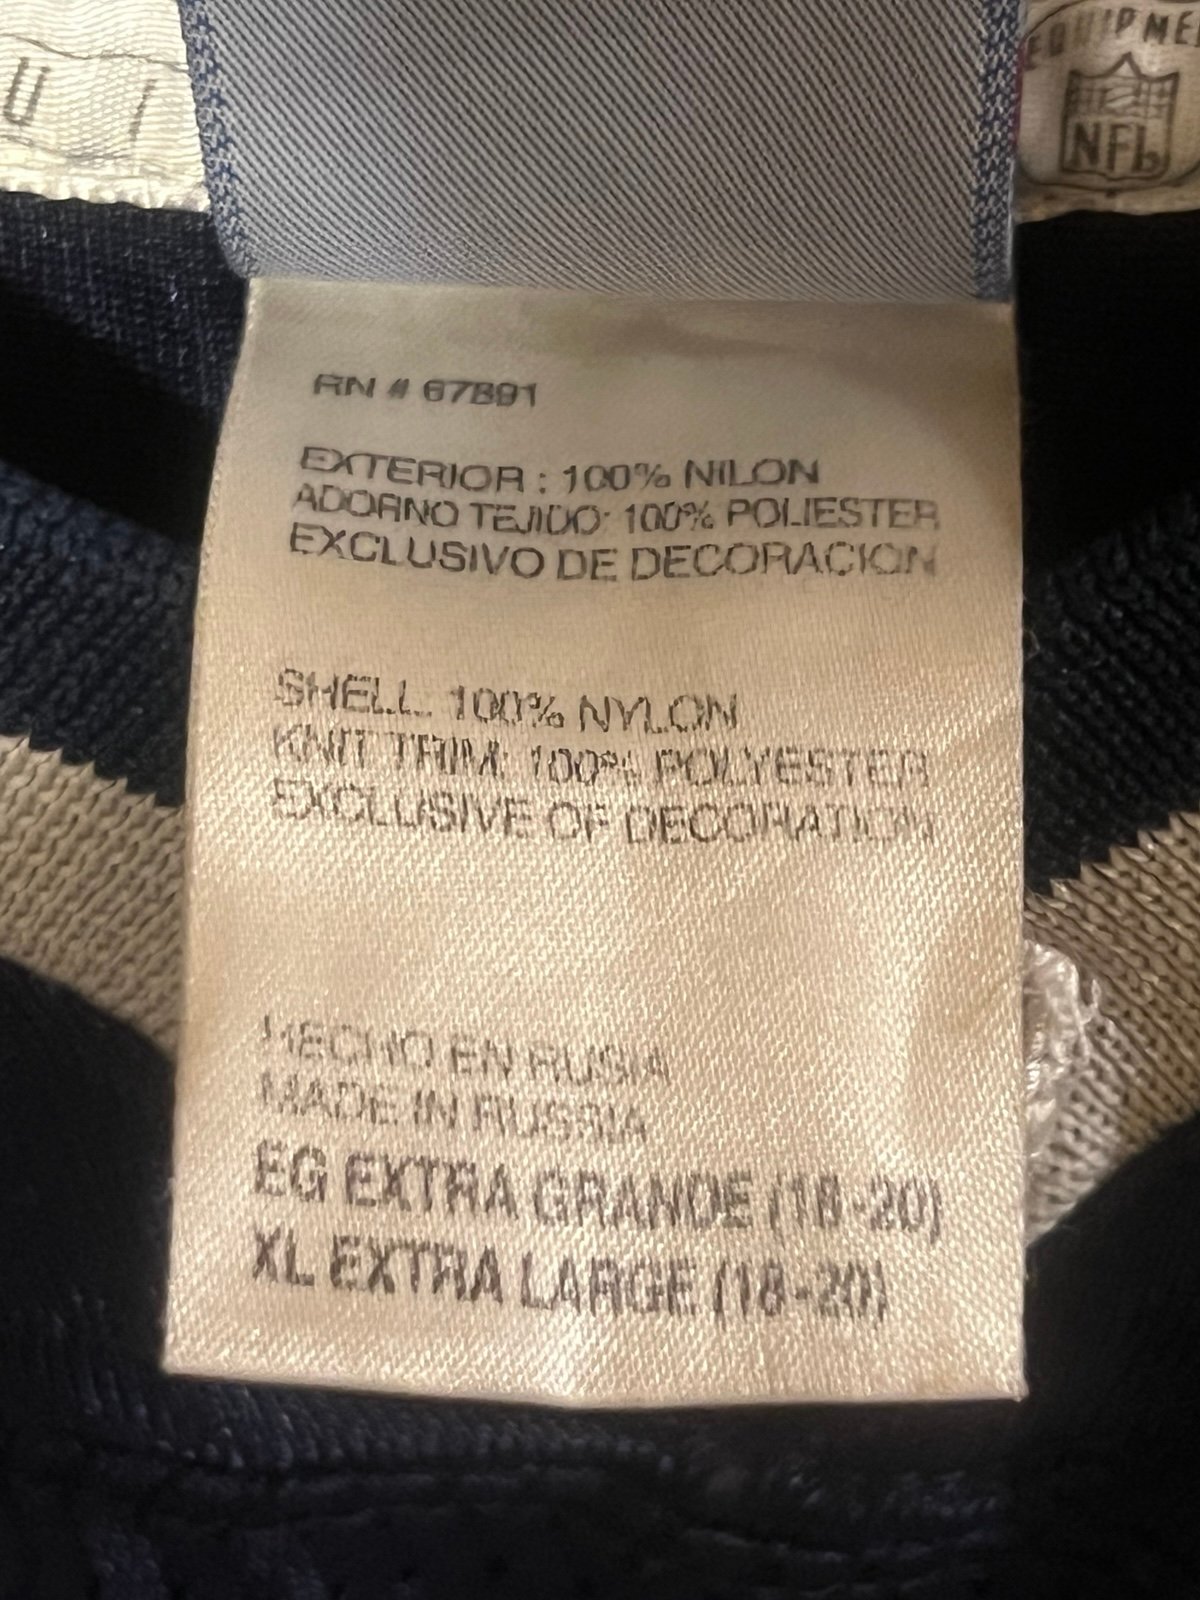 U I
EQUIPME
NFL
RN # 67891
EXTERIOR : 100% NILON
ADORNO TEJIDO: 100% POLIESTER
EXCLUSIVO DE DECORACION
SHELL: 100% NYLON
KNIT TRIM: 100% POLYESTER
EXCLUSIVE OF DECORATION
HECHO EN RUSIA
MADE IN RUSSIA
EG EXTRA GRANDE (18-20)
XL EXTRA LARGE (18-20)